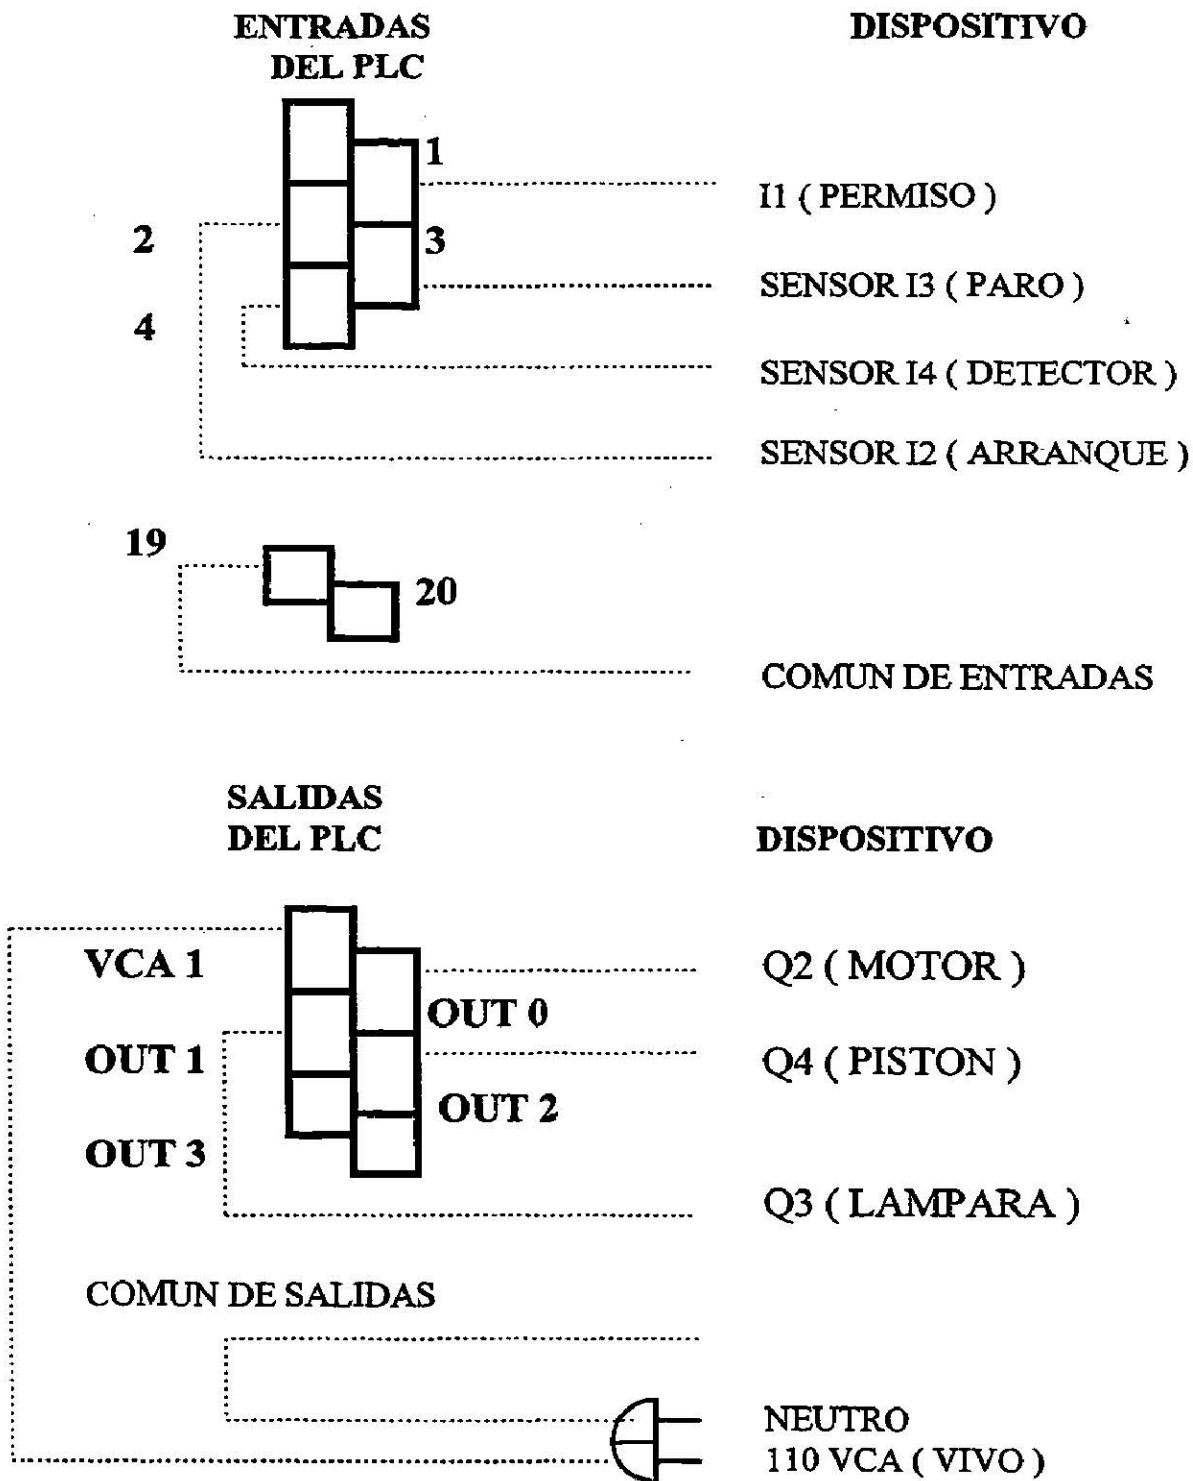 ENTRADAS
DEL PLC
DISPOSITIVO
1
I1 ( PERMISO )
2
3
SENSOR I3 ( PARO )
4
SENSOR I4 ( DETECTOR )
SENSOR I2 ( ARRANQUE )
19
20
COMUN DE ENTRADAS
SALIDAS
DEL PLC
DISPOSITIVO
VCA 1
Q2 ( MOTOR )
OUT 0
OUT 1
Q4 ( PISTON )
OUT 2
OUT 3
Q3 ( LAMPARA )
COMUN DE SALIDAS
NEUTRO
110 VCA ( VIVO )